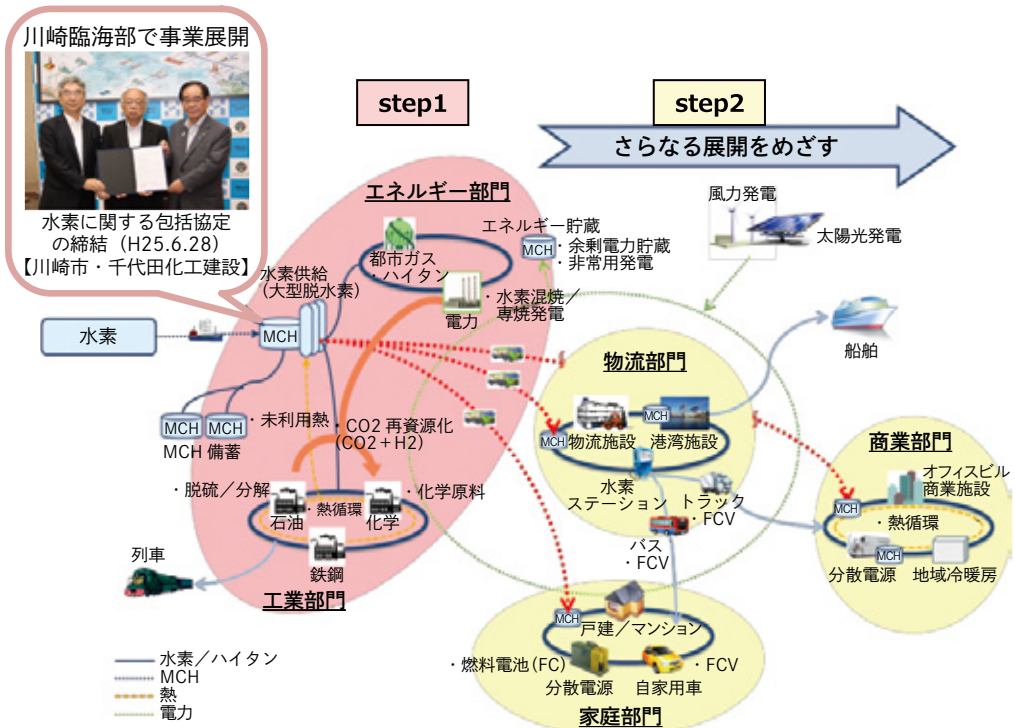 川崎臨海部で事業展開
水素に関する包括協定
の締結（H25.6.28）
【川崎市・千代田化工建設】
step1
step2
さらなる展開をめざす
エネルギー部門
都市ガス
・ハイタン
電力
・水素混焼／
専焼発電
エネルギー貯蔵
MCH
・余剰電力貯蔵
・非常用発電
風力発電
太陽光発電
水素供給
(大型脱水素)
MCH
水素
MCH
MCH
MCH 備蓄
・未利用熱
・CO2 再資源化
(CO2＋H2)
・脱硫／分解
石油
・熱循環
・化学原料
化学
鉄鋼
工業部門
列車
船舶
物流部門
MCH
物流施設
MCH
港湾施設
水素
ステーション
トラック
・FCV
バス
・FCV
商業部門
オフィスビル
商業施設
MCH
・熱循環
MCH
分散電源
地域冷暖房
MCH
戸建／マンション
・燃料電池(FC)
分散電源
・FCV
自家用車
家庭部門
水素／ハイタン
MCH
熱
電力